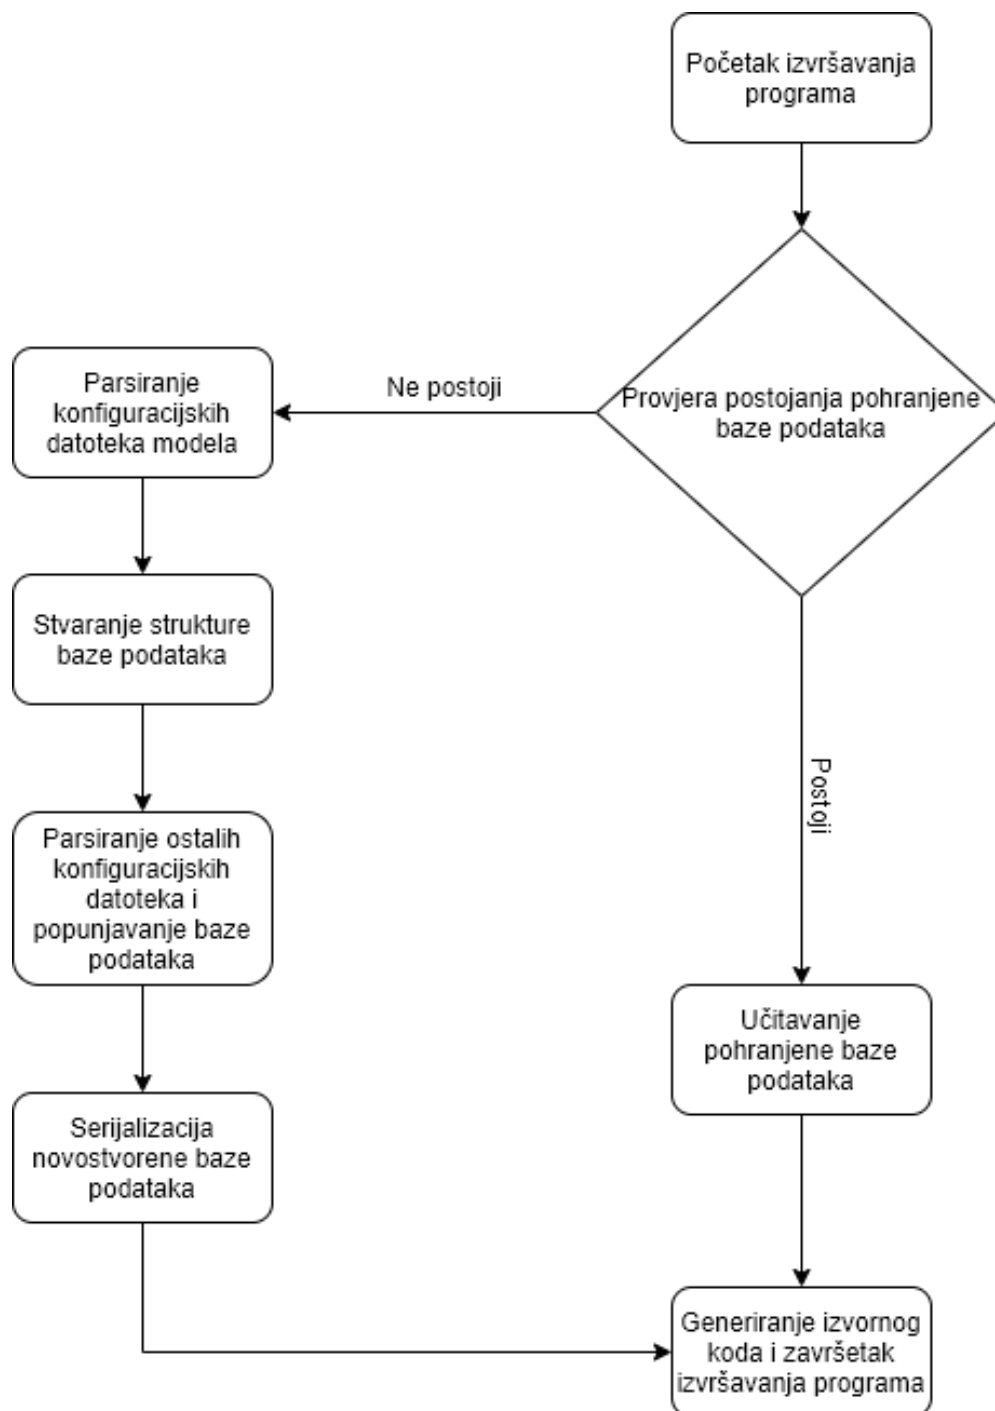 Početak izvršavanja
programa
Provjera postojanja pohranjene
baze podataka
Ne postoji
Parsiranje
konfiguracijskih
datoteka modela
Stvaranje strukture
baze podataka
Parsiranje ostalih
konfiguracijskih
datoteka i
popunjavanje baze
podataka
Serijalizacija
novostvorene baze
podataka
Postoji
Učitavanje
pohranjene baze
podataka
Generiranje izvornog
koda i završetak
izvršavanja programa